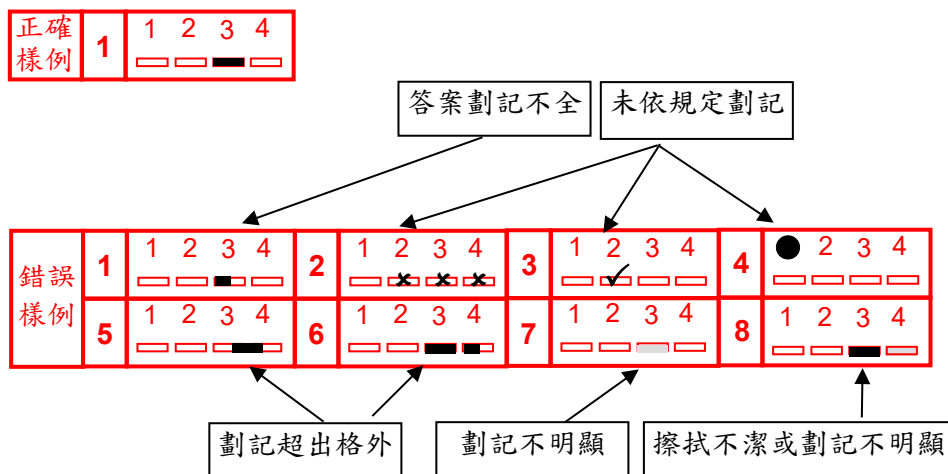 正確
樣例
1
1 2 3 4
答案劃記不全
未依規定劃記
錯誤
樣例
1
1 2 3 4
2
1 2 3 4
3
1 2 3 4
4
2 3 4
5
1 2 3 4
6
1 2 3 4
7
1 2 3 4
8
1 2 3 4
劃記超出格外
劃記不明顯
擦拭不潔或劃記不明顯